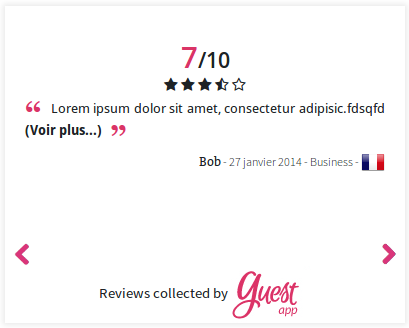 7/10
“ Lorem ipsum dolor sit amet, consectetur adipisic.fdsqfd
(Voir plus...) ”
Bob - 27 janvier 2014 - Business -
Reviews collected by guest
app